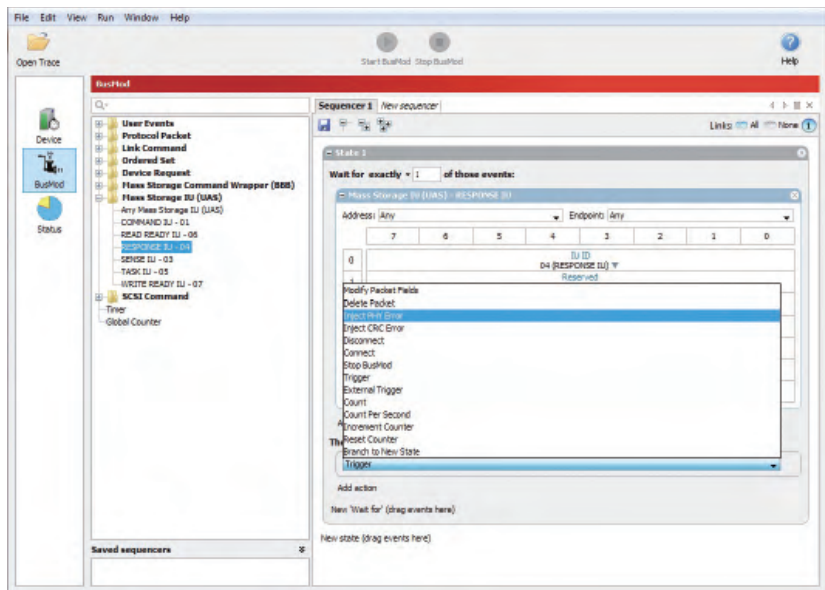 File Edit View Run Window Help
Open Trace
Start BusMod Stop BusMod
Help
BusMod
Device
BusMod
Status
User Events
Protocol Packet
Link Command
Ordered Set
Device Request
Mass Storage Command Wrapper (BBB)
Mass Storage IU (UAS)
Any Mass Storage IU (UAS)
COMMAND IU - 01
READ READY IU - 06
RESPONSE IU - 04
SENSE IU - 03
TASK IU - 05
WRITE READY IU - 07
SCSI Command
Timer
Global Counter
Saved sequencers
Sequencer 1 New sequencer
Links: All None
State 1
Wait for exactly 1 of those events:
Mass Storage IU (UAS) - RESPONSE IU
Address: Any Endpoint: Any
7 6 5 4 3 2 1 0
0 IU ID
04 (RESPONSE IU)
1 Reserved
Modify Packet Fields
Delete Packet
Inject PHY Error
Inject CRC Error
Disconnect
Connect
Stop BusMod
Trigger
External Trigger
Count
Count Per Second
Increment Counter
Reset Counter
Branch to New State
Trigger
Add action
New 'Wait for' (drag events here)
New state (drag events here)